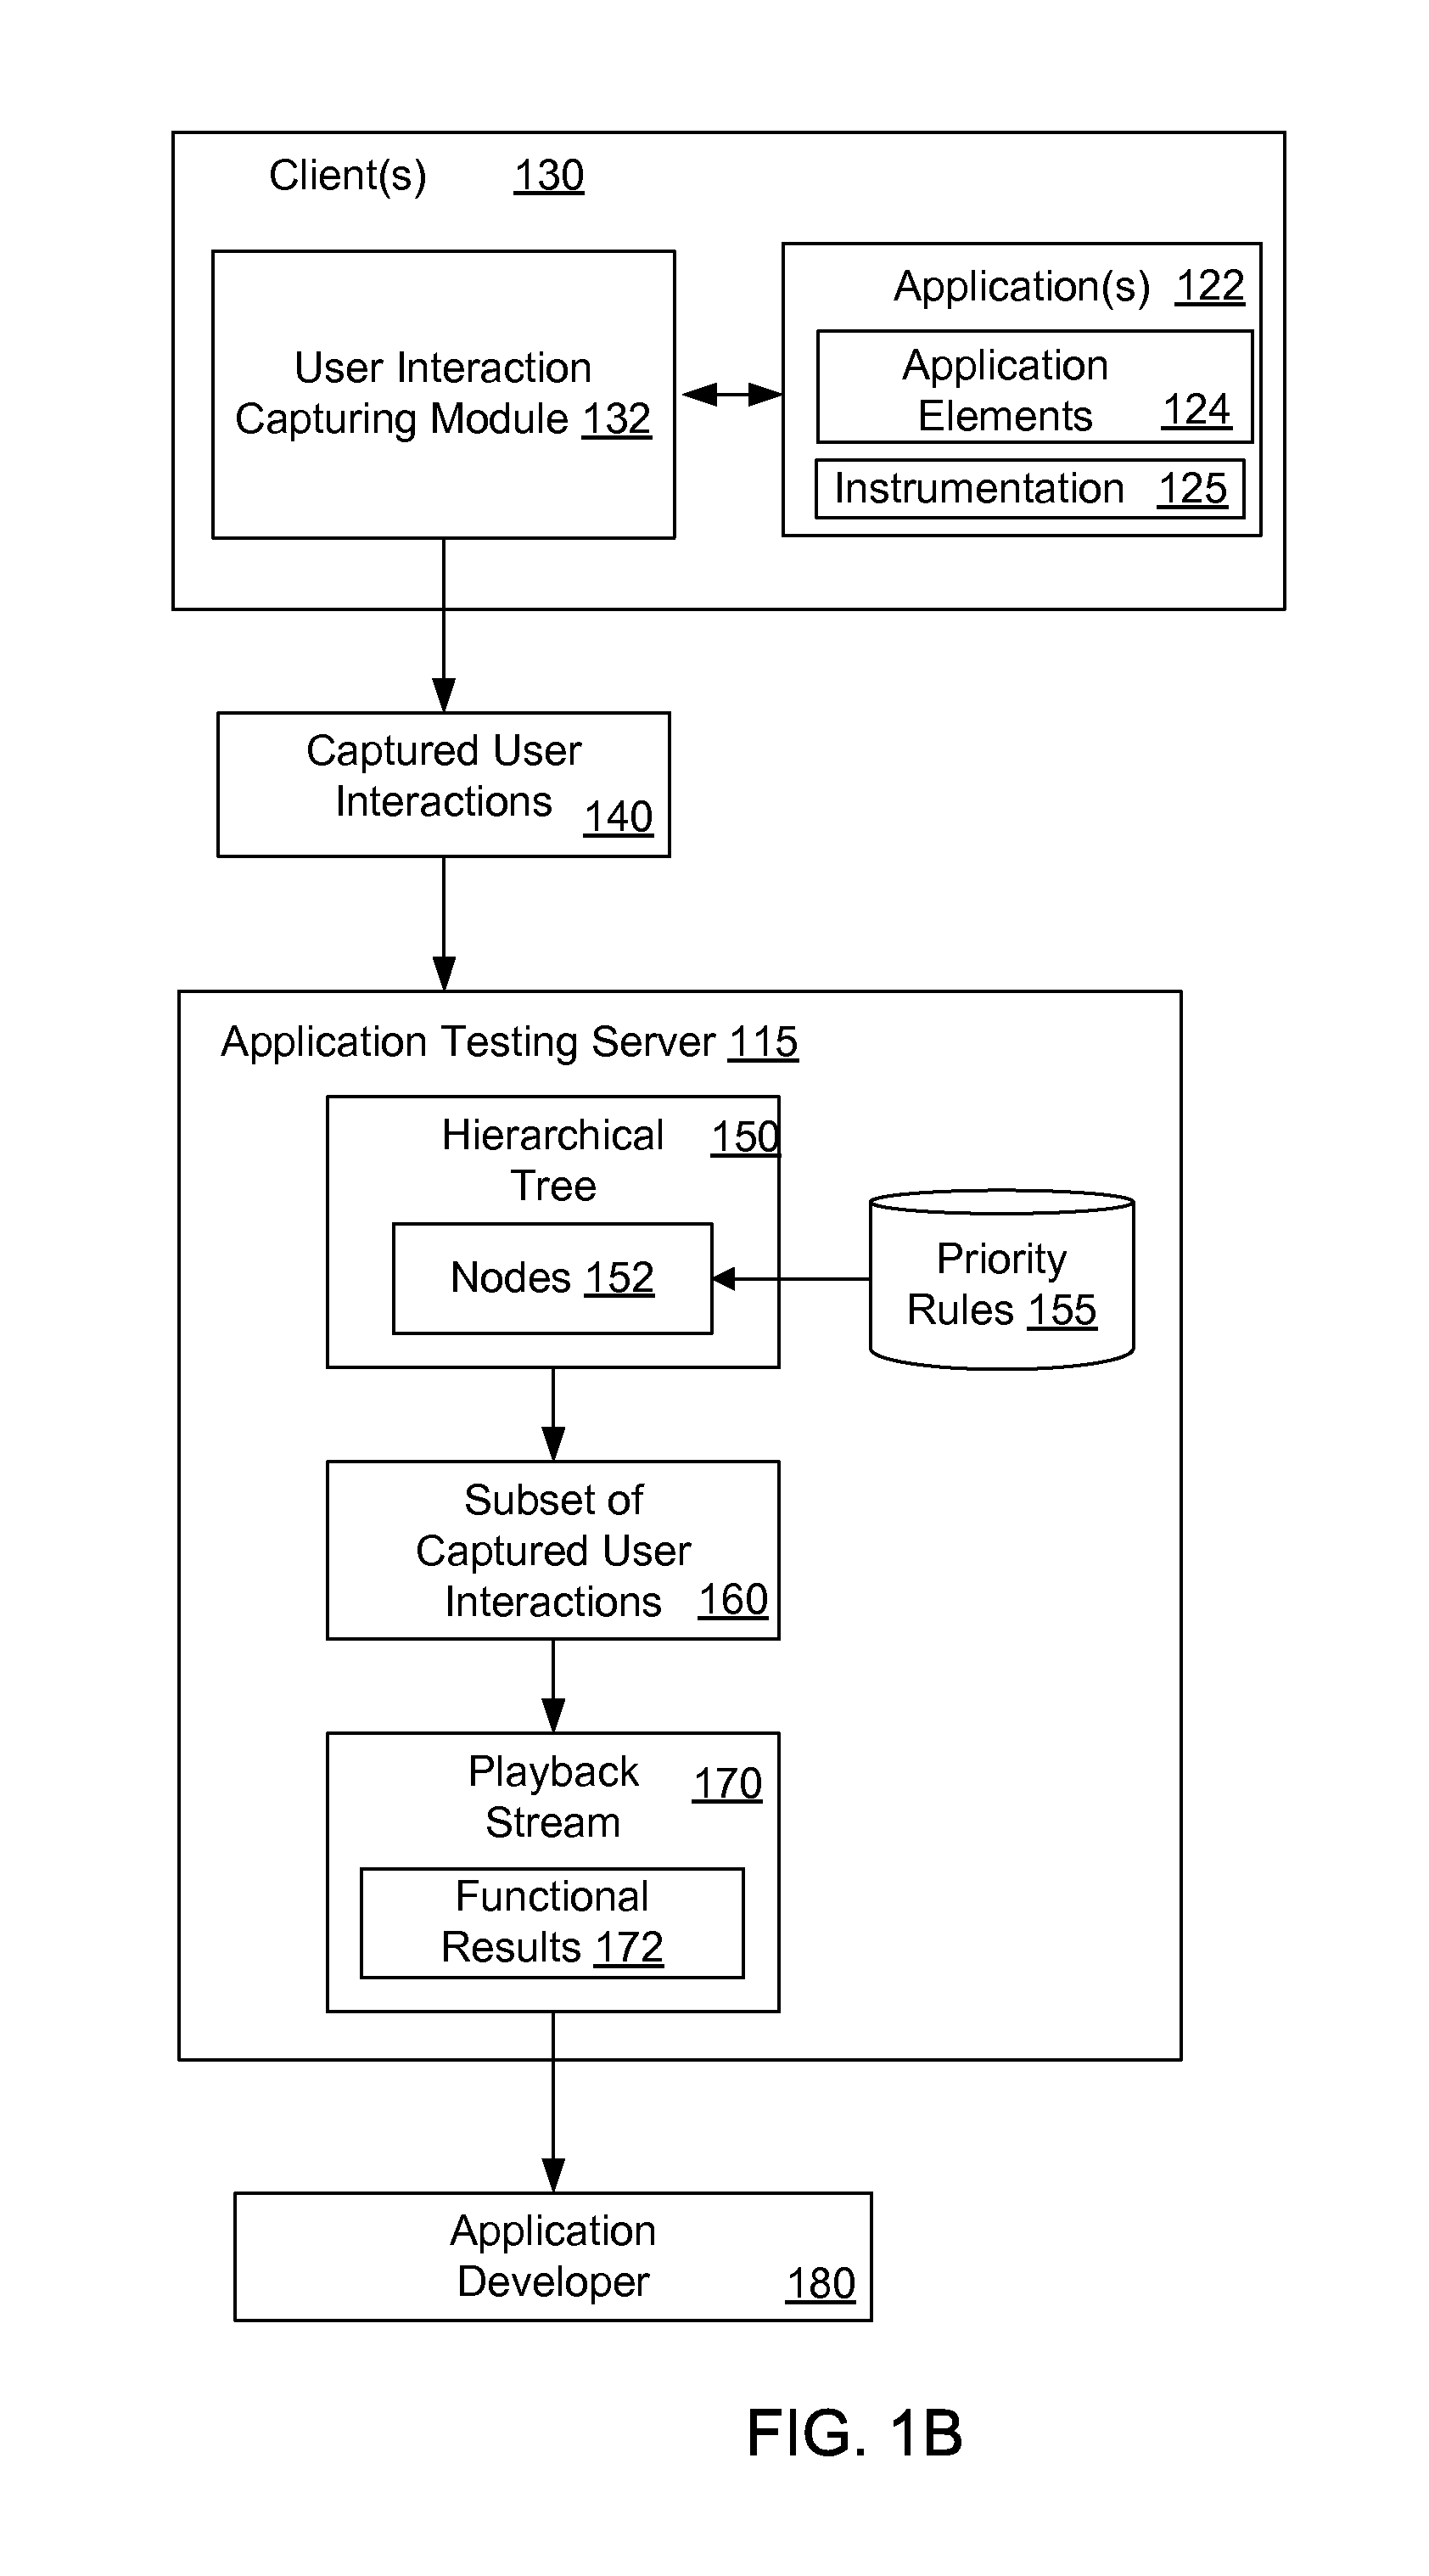 Client(s) 130
User Interaction
Capturing Module 132
Application(s) 122
Application
Elements 124
Instrumentation 125
Captured User
Interactions 140
Application Testing Server 115
Hierarchical 150
Tree
Nodes 152
Priority
Rules 155
Subset of
Captured User
Interactions 160
Playback 170
Stream
Functional
Results 172
Application
Developer 180
FIG. 1B